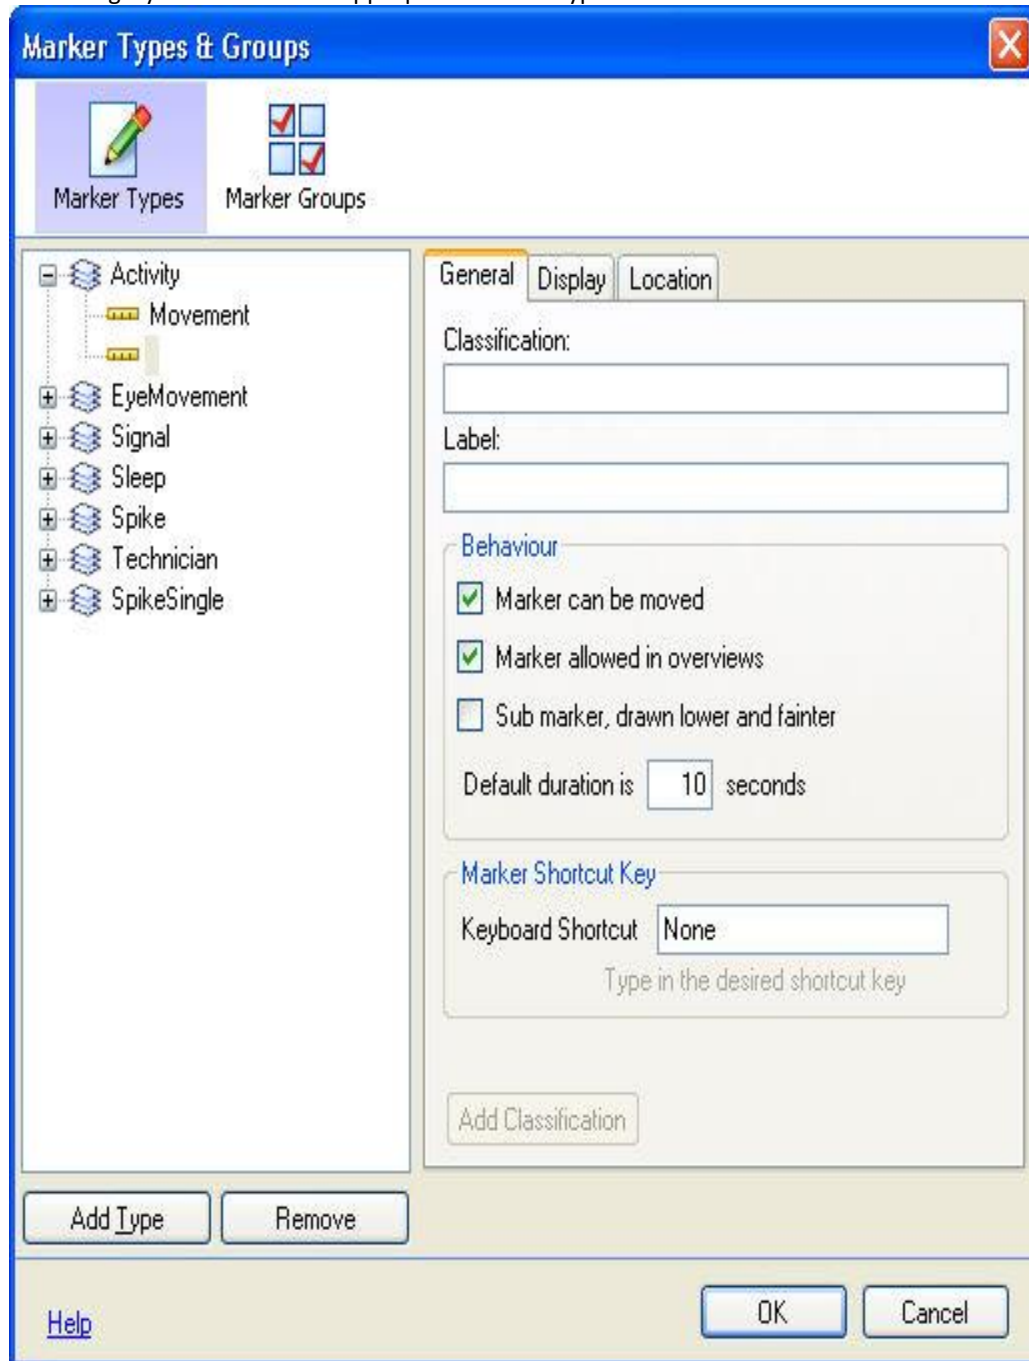 Marker Types & Groups
Marker Types
Marker Groups
Activity
Movement
EyeMovement
Signal
Sleep
Spike
Technician
SpikeSingle
General
Display
Location
Classification:
Label:
Behaviour
Marker can be moved
Marker allowed in overviews
Sub marker, drawn lower and fainter
Default duration is 10 seconds
Marker Shortcut Key
Keyboard Shortcut None
Type in the desired shortcut key
Add Classification
Add Type
Remove
Help
OK
Cancel